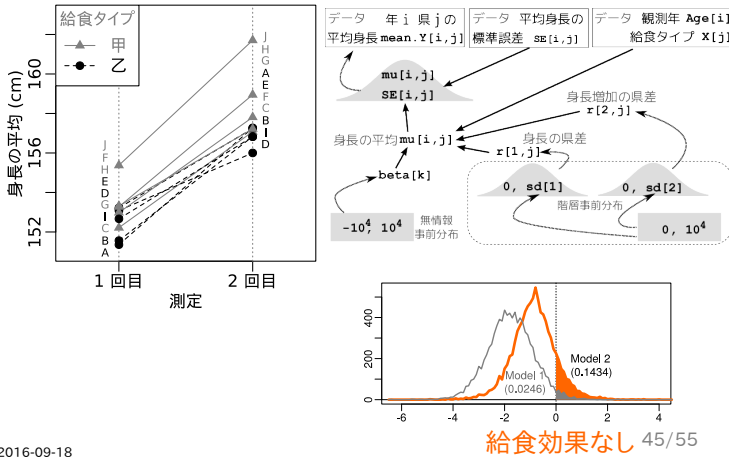 給食タイプ
甲
乙
身長の平均 (cm)
160
156
152
J
H
G
A
E
F
C
B
I
D
J
F
H
E
D
G
I
C
B
A
1 回目
2 回目
測定
データ 年 i 県 j の
平均身長 mean.Y[i,j]
データ 平均身長の
標準誤差 SE[i,j]
データ 観測年 Age[i]
給食タイプ X[j]
mu[i,j]
SE[i,j]
身長増加の県差
r[2,j]
身長の平均 mu[i,j]
身長の県差
r[1,j]
beta[k]
0, sd[1]
0, sd[2]
階層事前分布
-10⁴, 10⁴
無情報
事前分布
0, 10⁴
400
200
0
Model 1
(0.0246)
Model 2
(0.1434)
-6
-4
-2
0
2
4
給食効果なし 45/55
2016-09-18